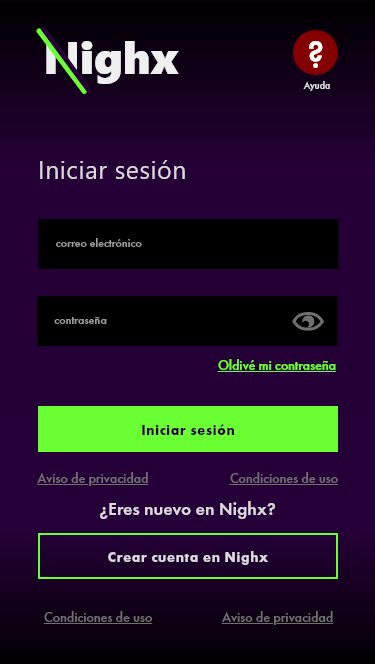 Nighx
?
Ayuda
Iniciar sesión
correo electrónico
contraseña
Oldivé mi contraseña
Iniciar sesión
Aviso de privacidad Condiciones de uso
¿Eres nuevo en Nighx?
Crear cuenta en Nighx
Condiciones de uso Aviso de privacidad